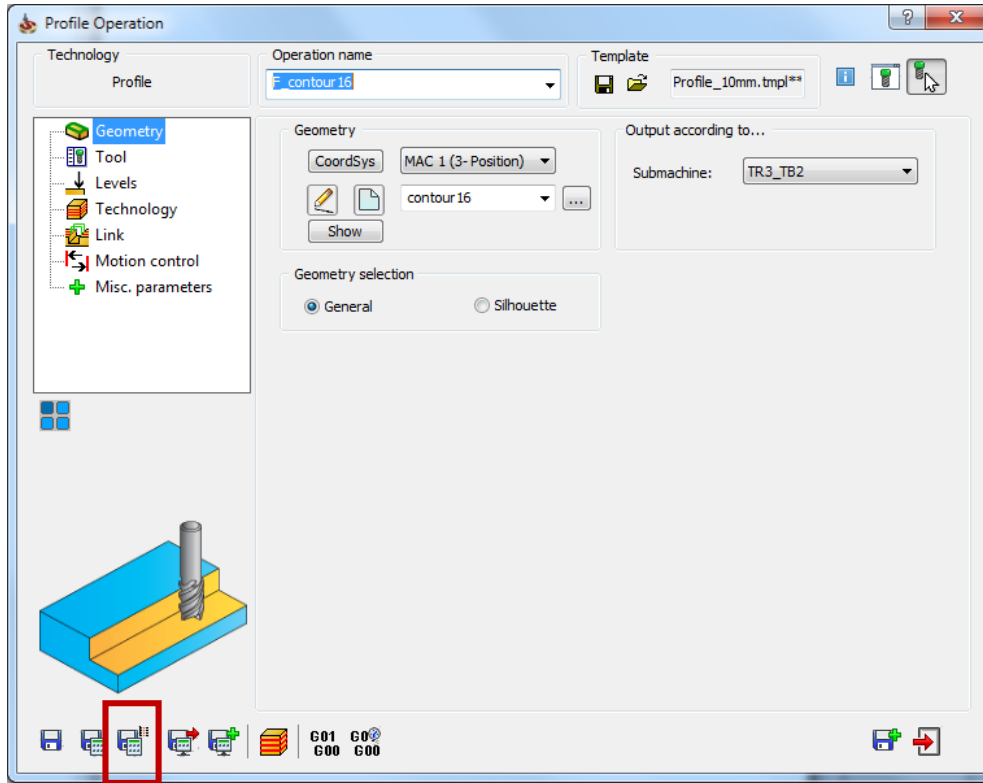 Profile Operation
Technology
Profile
Operation name
F_contour16
Template
Profile_10mm.tmpl**
Geometry
Tool
Levels
Technology
Link
Motion control
Misc. parameters
Geometry
CoordSys
MAC 1 (3- Position)
contour16
...
Show
Output according to...
Submachine:
TR3_TB2
Geometry selection
General
Silhouette
G01 G0
G00 G00